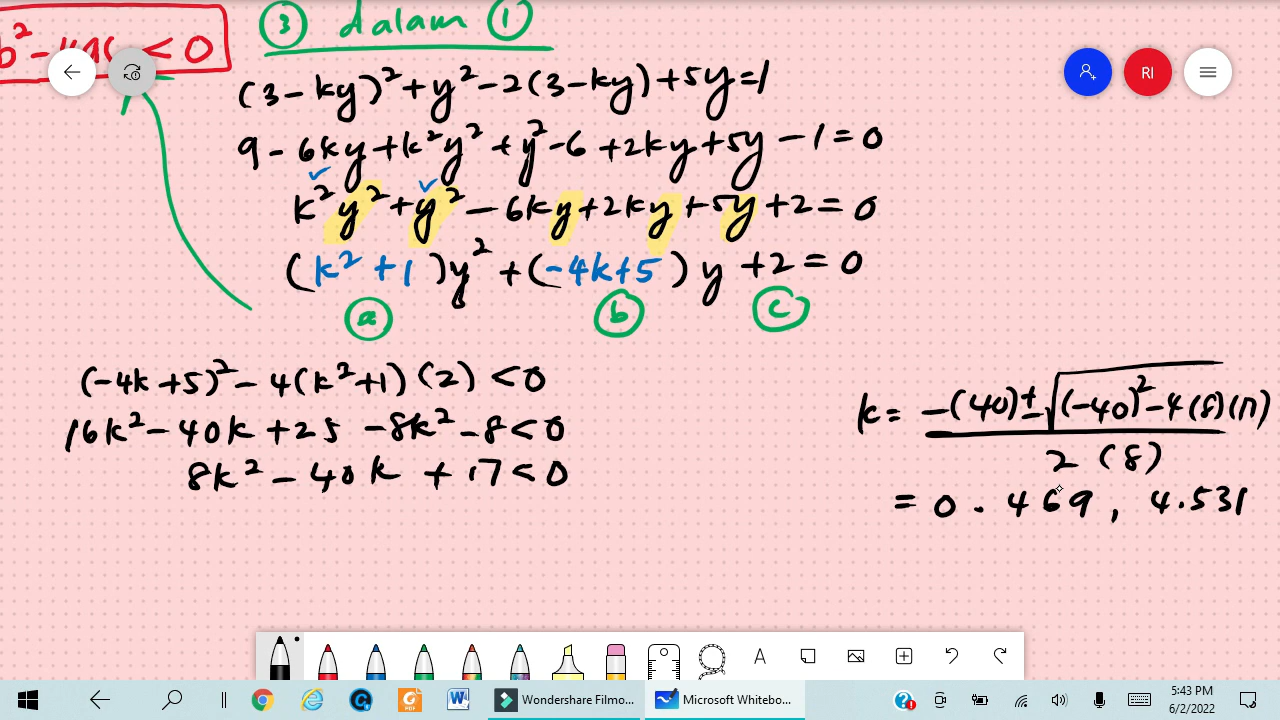 ③ dalam ①
b² - 4ac < 0
RI
(3 - ky)² + y² - 2(3 - ky) + 5y = 1
9 - 6ky + k²y² + y² - 6 + 2ky + 5y - 1 = 0
k²y² + y² - 6ky + 2ky + 5y + 2 = 0
(k² + 1)y² + (-4k + 5)y + 2 = 0
a b c
(-4k + 5)² - 4(k² + 1)(2) < 0
16k² - 40k + 25 - 8k² - 8 < 0
8k² - 40k + 17 < 0
k = -(40) ± √(-40)² - 4(8)(17)
2(8)
= 0.469, 4.531
A
PDF
W
Wondershare Filmo...
Microsoft Whitebo...
5:43 PM
6/2/2022